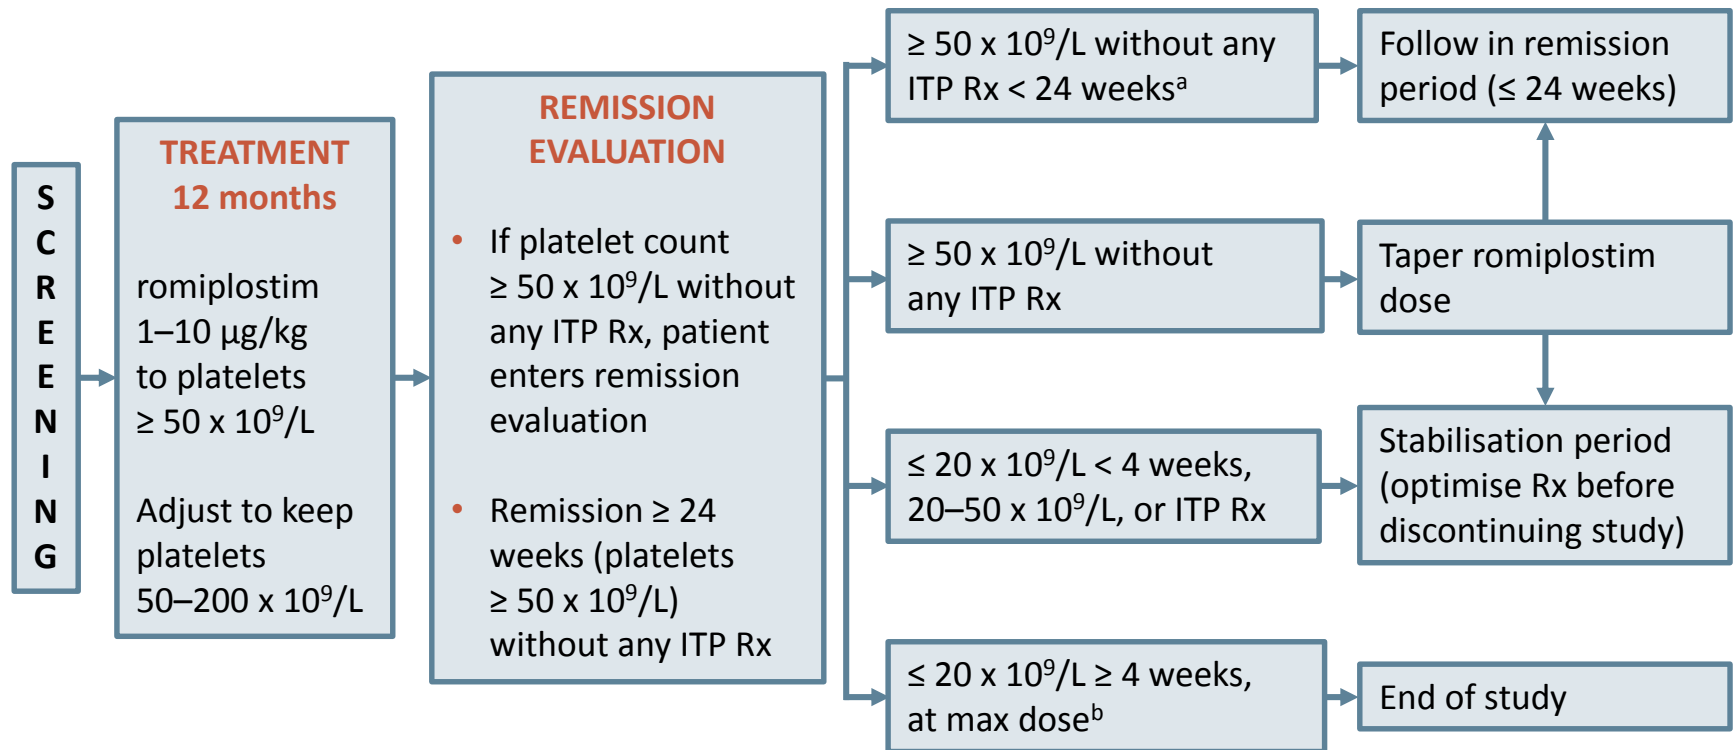 SCREENING
TREATMENT
12 months
romiplostim
1–10 µg/kg
to platelets
≥ 50 x 10⁹/L
Adjust to keep
platelets
50–200 x 10⁹/L
REMISSION
EVALUATION
• If platelet count
≥ 50 x 10⁹/L without
any ITP Rx, patient
enters remission
evaluation
• Remission ≥ 24
weeks (platelets
≥ 50 x 10⁹/L)
without any ITP Rx
≥ 50 x 10⁹/L without any
ITP Rx < 24 weeksᵃ
Follow in remission
period (≤ 24 weeks)
≥ 50 x 10⁹/L without
any ITP Rx
Taper romiplostim
dose
≤ 20 x 10⁹/L < 4 weeks,
20–50 x 10⁹/L, or ITP Rx
Stabilisation period
(optimise Rx before
discontinuing study)
≤ 20 x 10⁹/L ≥ 4 weeks,
at max doseᵇ
End of study